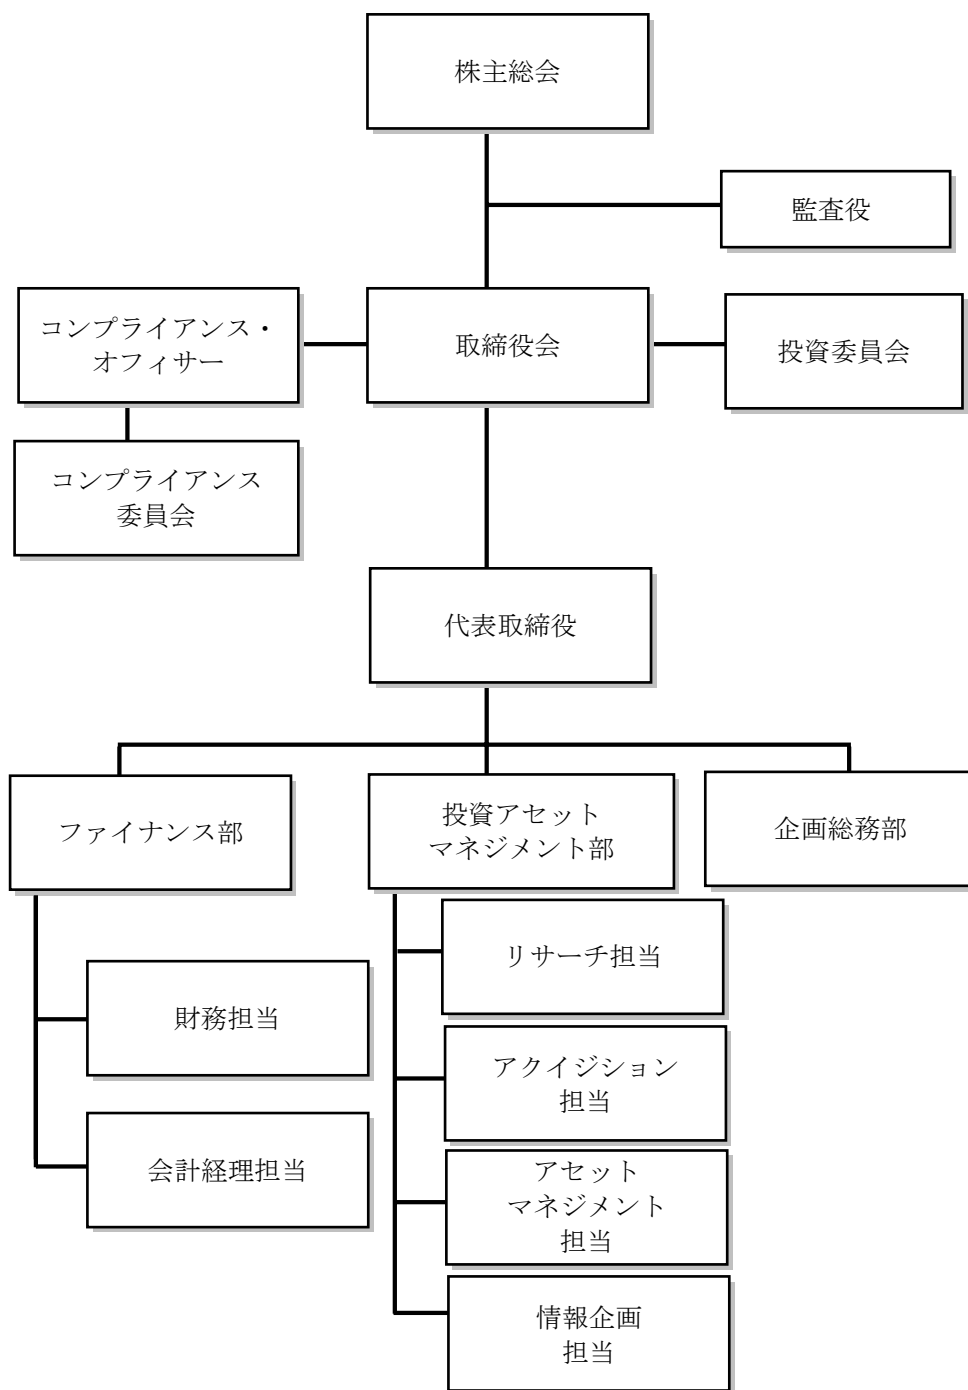 株主総会
監査役
コンプライアンス・
オフィサー
取締役会
投資委員会
コンプライアンス
委員会
代表取締役
ファイナンス部
投資アセット
マネジメント部
企画総務部
リサーチ担当
財務担当
アクイジション
担当
会計経理担当
アセット
マネジメント
担当
情報企画
担当